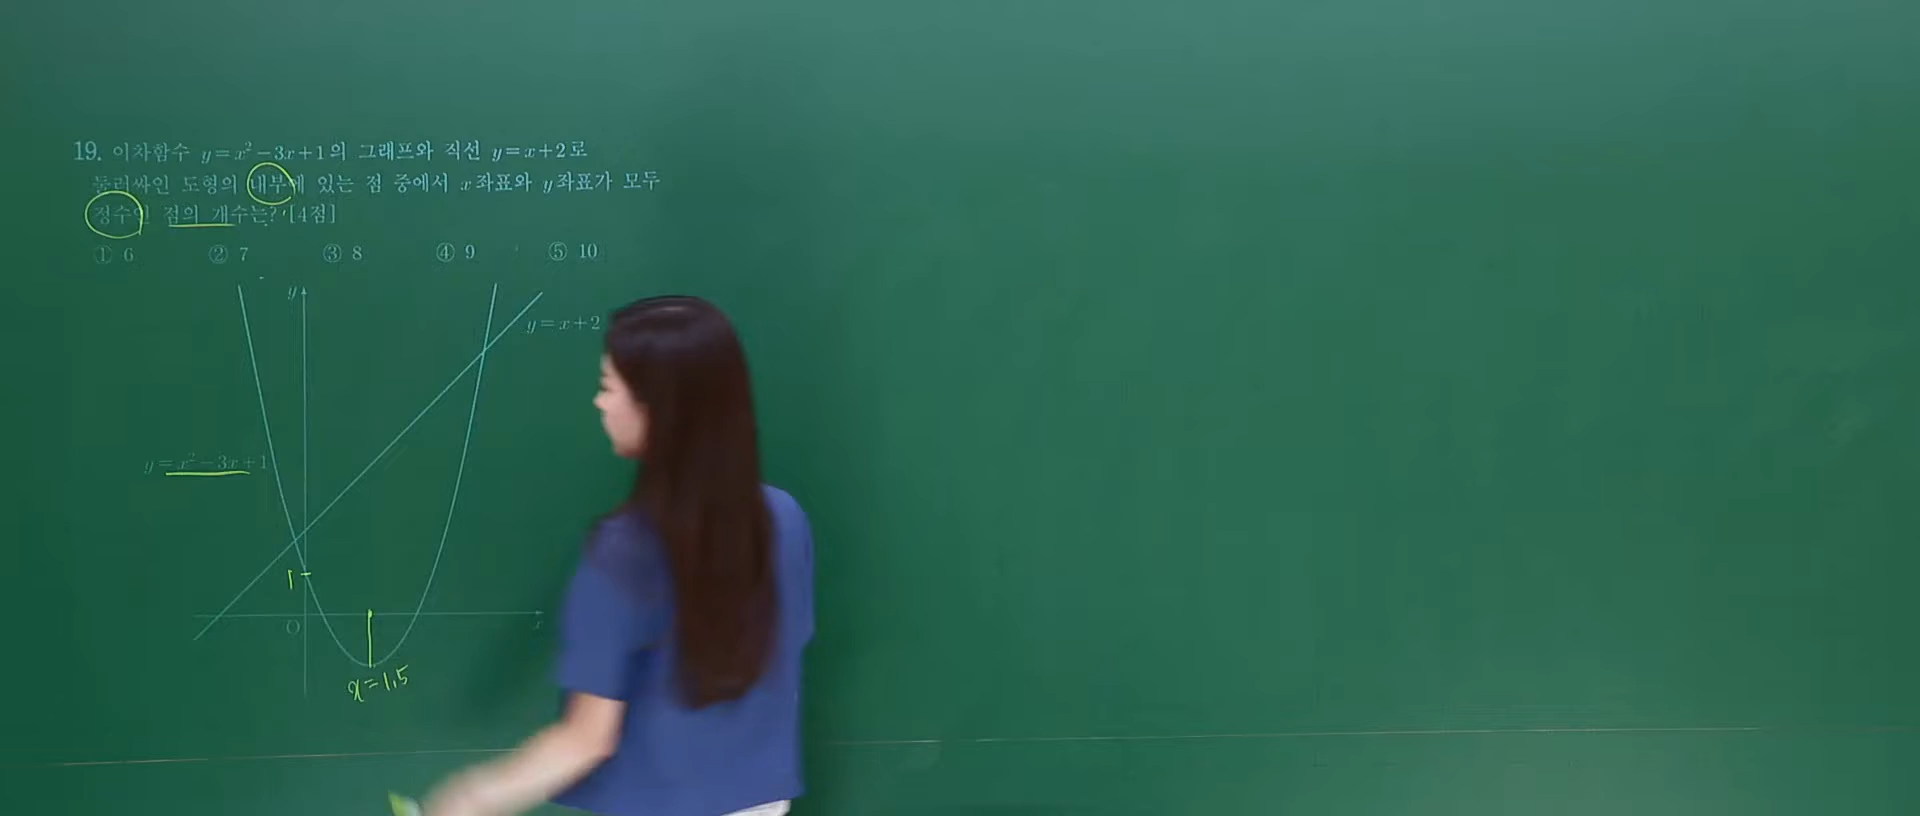 19. 이차함수 y=x²-3x+1의 그래프와 직선 y=x+2로
둘러싸인 도형의 내부에 있는 점 중에서 x좌표와 y좌표가 모두
정수인 점의 개수는? [4점]
① 6 ② 7 ③ 8 ④ 9 ⑤ 10
y
y=x+2
y=x²-3x+1
1
O
x
x=1.5